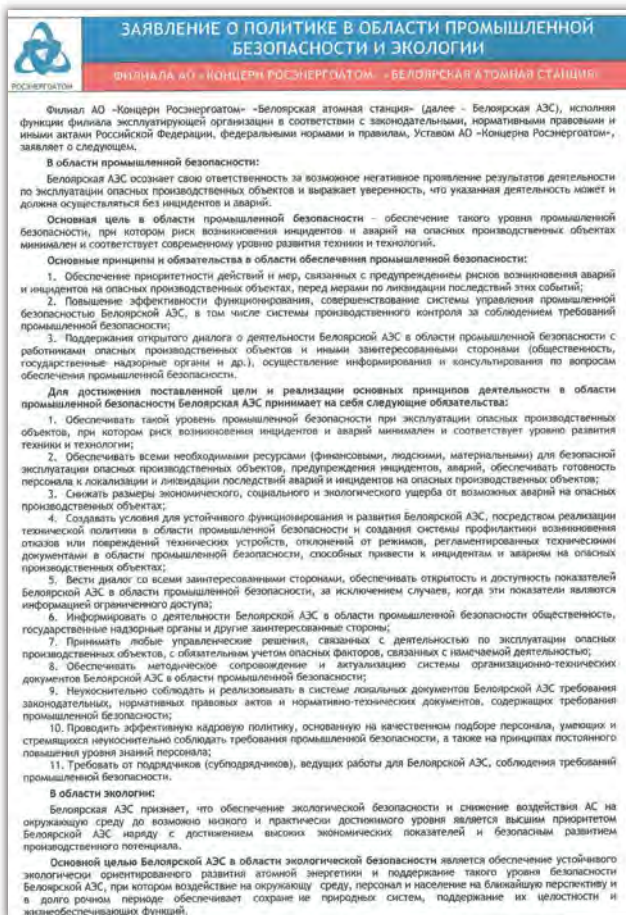 ЗАЯВЛЕНИЕ О ПОЛИТИКЕ В ОБЛАСТИ ПРОМЫШЛЕННОЙ
БЕЗОПАСНОСТИ И ЭКОЛОГИИ
РОСЭНЕРГОАТОМ
ФИЛИАЛА АО «КОНЦЕРН РОСЭНЕРГОАТОМ» «БЕЛОЯРСКАЯ АТОМНАЯ СТАНЦИЯ»
Филиал АО «Концерн Росэнергоатом» «Белоярская атомная станция» (далее - Белоярская АЭС), исполняя
функции филиала эксплуатирующей организации в соответствии с законодательными, нормативными правовыми и
иными актами Российской Федерации, федеральными нормами и правилами, Уставом АО «Концерна Росэнергоатом»,
заявляет о следующем.
В области промышленной безопасности:
Белоярская АЭС осознает свою ответственность за возможное негативное проявление результатов деятельности
по эксплуатации опасных производственных объектов и выражает уверенность, что указанная деятельность может и
должна осуществляться без инцидентов и аварий.
Основная цель в области промышленной безопасности - обеспечение такого уровня промышленной
безопасности, при котором риск возникновения инцидентов и аварий на опасных производственных объектах
минимален и соответствует современному уровню развития техники и технологий.
Основные принципы и обязательства в области обеспечения промышленной безопасности:
1. Обеспечение приоритетности действий и мер, связанных с предупреждением рисков возникновения аварий
и инцидентов на опасных производственных объектах, перед мерами по ликвидации последствий этих событий;
2. Повышение эффективности функционирования, совершенствование системы управления промышленной
безопасностью Белоярской АЭС, в том числе системы производственного контроля за соблюдением требований
промышленной безопасности;
3. Поддержания открытого диалога о деятельности Белоярской АЭС в области промышленной безопасности с
работниками опасных производственных объектов и иными заинтересованными сторонами (общественность,
государственные надзорные органы и др.), осуществление информирования и консультирования по вопросам
обеспечения промышленной безопасности.
Для достижения поставленной цели и реализации основных принципов деятельности в области
промышленной безопасности Белоярская АЭС принимает на себя следующие обязательства:
1. Обеспечивать такой уровень промышленной безопасности при эксплуатации опасных производственных
объектов, при котором риск возникновения инцидентов и аварий минимален и соответствует уровню развития
техники и технологии;
2. Обеспечивать всеми необходимыми ресурсами (финансовыми, людскими, материальными) для безопасной
эксплуатации опасных производственных объектов, предупреждения инцидентов, аварий, обеспечивать готовность
персонала к локализации и ликвидации последствий аварий и инцидентов на опасных производственных объектов;
3. Снижать размеры экономического, социального и экологического ущерба от возможных аварий на опасных
производственных объектах;
4. Создавать условия для устойчивого функционирования и развития Белоярской АЭС, посредством реализации
технической политики в области промышленной безопасности и создания системы профилактики возникновения
отказов или повреждений технических устройств, отклонений от режимов, регламентированных техническими
документами в области промышленной безопасности, способных привести к инцидентам и авариям на опасных
производственных объектах;
5. Вести диалог со всеми заинтересованными сторонами, обеспечивать открытость и доступность показателей
Белоярской АЭС в области промышленной безопасности, за исключением случаев, когда эти показатели являются
информацией ограниченного доступа;
6. Информировать о деятельности Белоярской АЭС в области промышленной безопасности общественность,
государственные надзорные органы и другие заинтересованные стороны;
7. Принимать любые управленческие решения, связанных с деятельностью по эксплуатации опасных
производственных объектов, с обязательным учетом опасных факторов, связанных с намечаемой деятельностью;
8. Обеспечивать методическое сопровождение и актуализацию системы организационно-технических
документов Белоярской АЭС в области промышленной безопасности;
9. Неукоснительно соблюдать и реализовывать в системе локальных документов Белоярской АЭС требования
законодательных, нормативных правовых актов и нормативно-технических документов, содержащих требования
промышленной безопасности;
10. Проводить эффективную кадровую политику, основанную на качественном подборе персонала, умеющих и
стремящихся неукоснительно соблюдать требования промышленной безопасности, а также на принципах постоянного
повышения уровня знаний персонала;
11. Требовать от подрядчиков (субподрядчиков), ведущих работы для Белоярской АЭС, соблюдения требований
промышленной безопасности.
В области экологии:
Белоярская АЭС признает, что обеспечение экологической безопасности и снижение воздействия АС на
окружающую среду до возможно низкого и практически достижимого уровня является высшим приоритетом
Белоярской АЭС наряду с достижением высоких экономических показателей и безопасным развитием
производственного потенциала.
Основной целью Белоярской АЭС в области экологической безопасности является обеспечение устойчивого
экологически ориентированного развития атомной энергетики и поддержание такого уровня безопасности
Белоярской АЭС, при котором воздействие на окружающу среду, персонал и население на ближайшую перспективу и
в долго рочном периоде обеспечивает сохране ие природных систем, поддержание их целостности и
жизнеобеспечивающих функций.